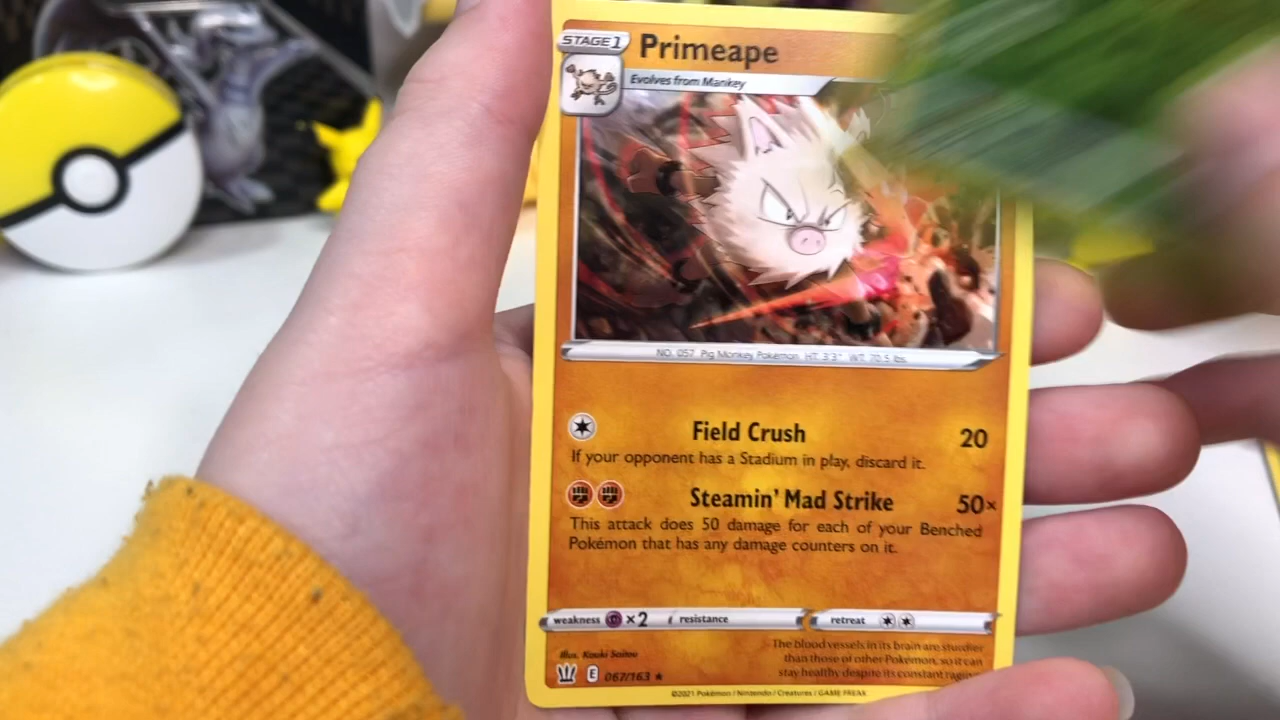 STAGE 1
Primeape
Evolves from Mankey
NO. 057 Pig Monkey Pokémon HT: 3'3" WT: 70.5 lbs.
Field Crush 20
If your opponent has a Stadium in play, discard it.
Steamin' Mad Strike 50×
This attack does 50 damage for each of your Benched
Pokémon that has any damage counters on it.
weakness ×2 resistance retreat
Illus. Kouki Saitou
The blood vessels in its brain are sturdier
than those of other Pokémon, so it can
stay healthy despite its constant raging.
E 067/163 ★
©2021 Pokémon / Nintendo / Creatures / GAME FREAK